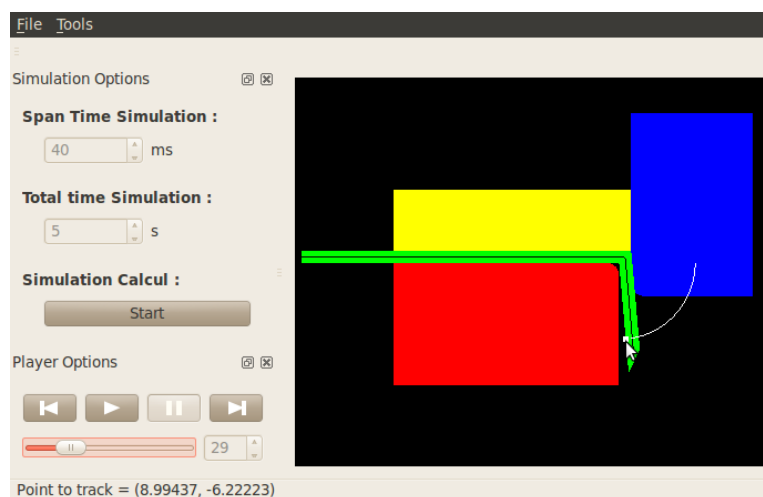 File Tools
Simulation Options
Span Time Simulation :
40 ms
Total time Simulation :
5 s
Simulation Calcul :
Start
Player Options
29
Point to track = (8.99437, -6.22223)